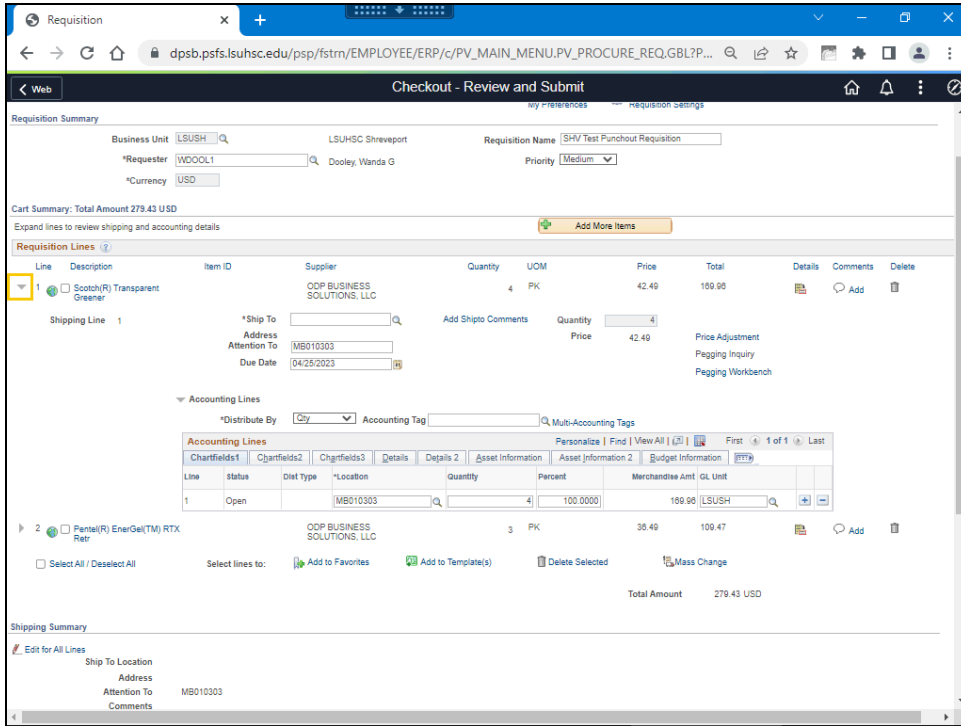 Requisition
dpsb.psfs.lsuhsc.edu/psp/fstrn/EMPLOYEE/ERP/c/PV_MAIN_MENU.PV_PROCURE_REQ.GBL?P...
Web
Checkout - Review and Submit
My Preferences Requisition Settings
Requisition Summary
Business Unit LSUSH LSUHSC Shreveport Requisition Name SHV Test Punchout Requisition
*Requester WDOOL1 Dooley, Wanda G Priority Medium
*Currency USD
Cart Summary: Total Amount 279.43 USD
Expand lines to review shipping and accounting details Add More Items
Requisition Lines ?
Line Description Item ID Supplier Quantity UOM Price Total Details Comments Delete
1 Scotch(R) Transparent Greener ODP BUSINESS SOLUTIONS, LLC 4 PK 42.49 169.96 Add
Shipping Line 1 *Ship To Add Shipto Comments Quantity 4
Address Price 42.49 Price Adjustment
Attention To MB010303 Pegging Inquiry
Due Date 04/25/2023 Pegging Workbench
Accounting Lines
*Distribute By Qty Accounting Tag Multi-Accounting Tags
Accounting Lines Personalize | Find | View All | First 1 of 1 Last
Chartfields1 Chartfields2 Chartfields3 Details Details 2 Asset Information Asset Information 2 Budget Information
Line Status Dist Type *Location Quantity Percent Merchandise Amt GL Unit
1 Open MB010303 4 100.0000 169.96 LSUSH
2 Pentel(R) EnerGel(TM) RTX Retr ODP BUSINESS SOLUTIONS, LLC 3 PK 36.49 109.47 Add
Select All / Deselect All Select lines to: Add to Favorites Add to Template(s) Delete Selected Mass Change
Total Amount 279.43 USD
Shipping Summary
Edit for All Lines
Ship To Location
Address
Attention To MB010303
Comments